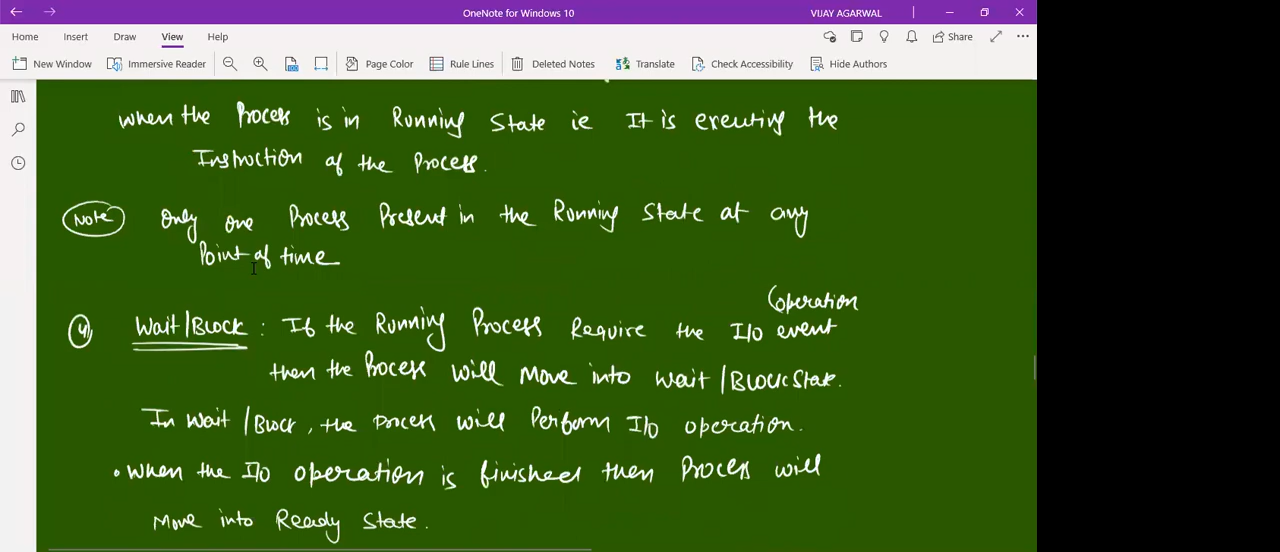 OneNote for Windows 10
VIJAY AGARWAL
Home Insert Draw View Help
Share
New Window Immersive Reader Page Color Rule Lines Deleted Notes Translate Check Accessibility Hide Authors
when the Process is in Running State ie It is exeuting the
Instruction of the Process.
Note Only one Process Present in the Running State at any
Point of time
(operation
4 Wait/Block : If the Running Process Require the I/O event
then the Process will Move into Wait/Block State.
In Wait/Block, the process will Perform I/O operation.
• When the I/O operation is finished then Process will
Move into Ready State.